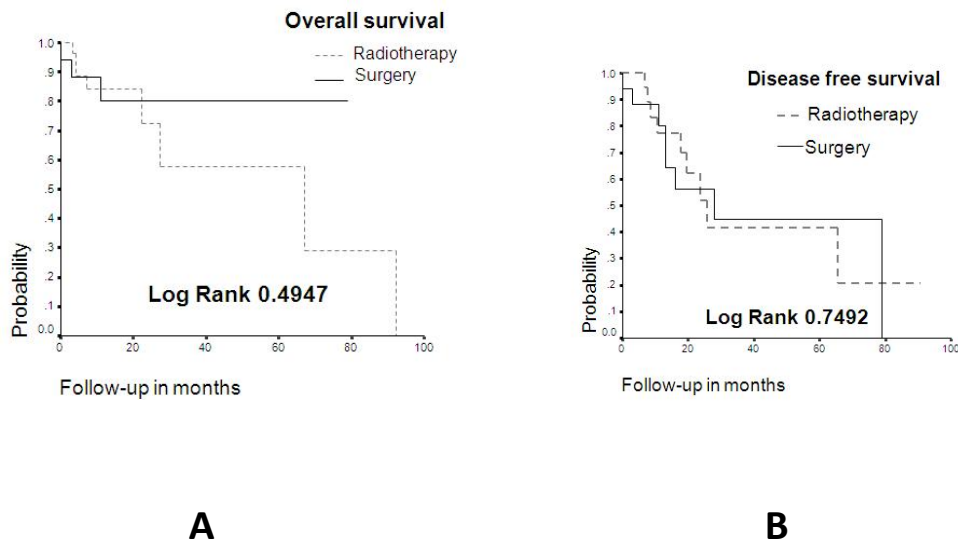 Overall survival
Radiotherapy
Surgery
1.0
.9
.8
.7
.6
.5
.4
.3
.2
.1
0.0
Probability
Log Rank 0.4947
0 20 40 60 80 100
Follow-up in months
A
Disease free survival
Radiotherapy
Surgery
1.0
.9
.8
.7
.6
.5
.4
.3
.2
.1
0.0
Probability
Log Rank 0.7492
0 20 40 60 80 100
Follow-up in months
B